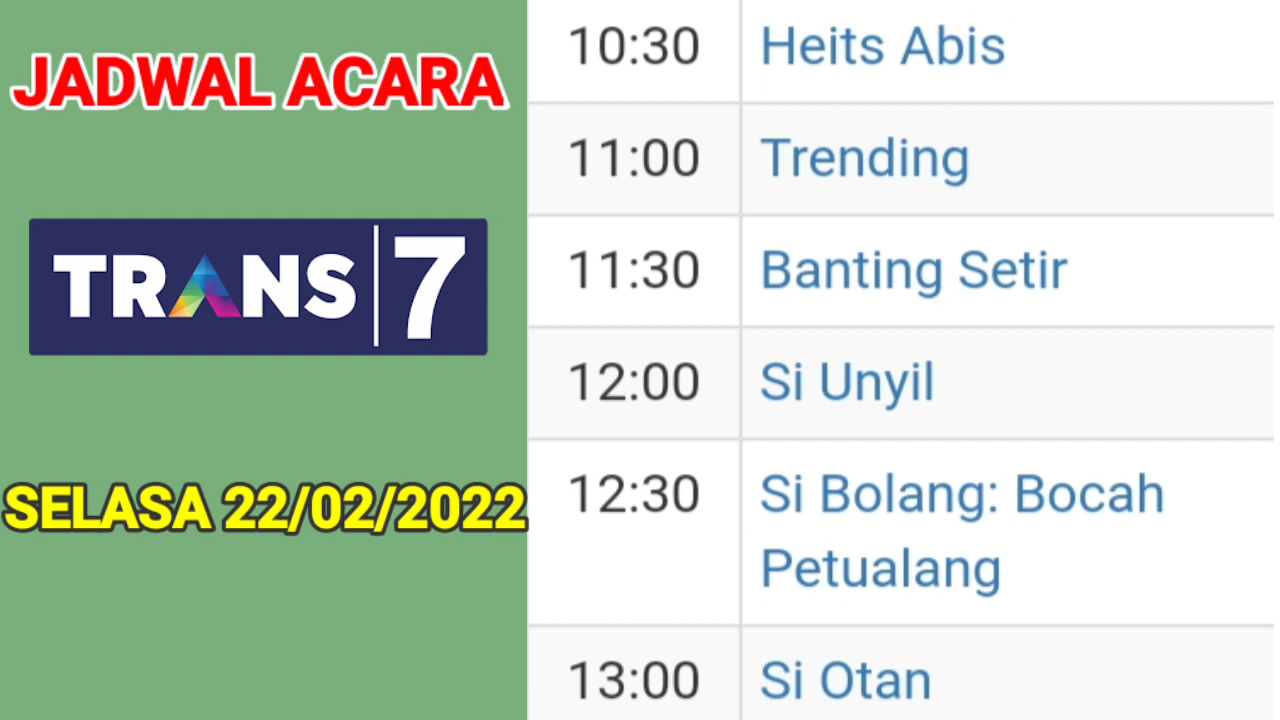 JADWAL ACARA
TRANS|7
SELASA 22/02/2022
10:30 Heits Abis
11:00 Trending
11:30 Banting Setir
12:00 Si Unyil
12:30 Si Bolang: Bocah
Petualang
13:00 Si Otan